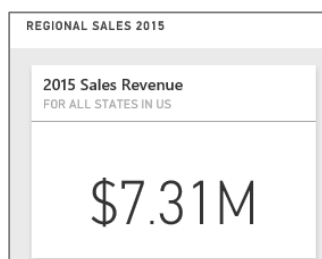 REGIONAL SALES 2015
2015 Sales Revenue
FOR ALL STATES IN US
$7.31M